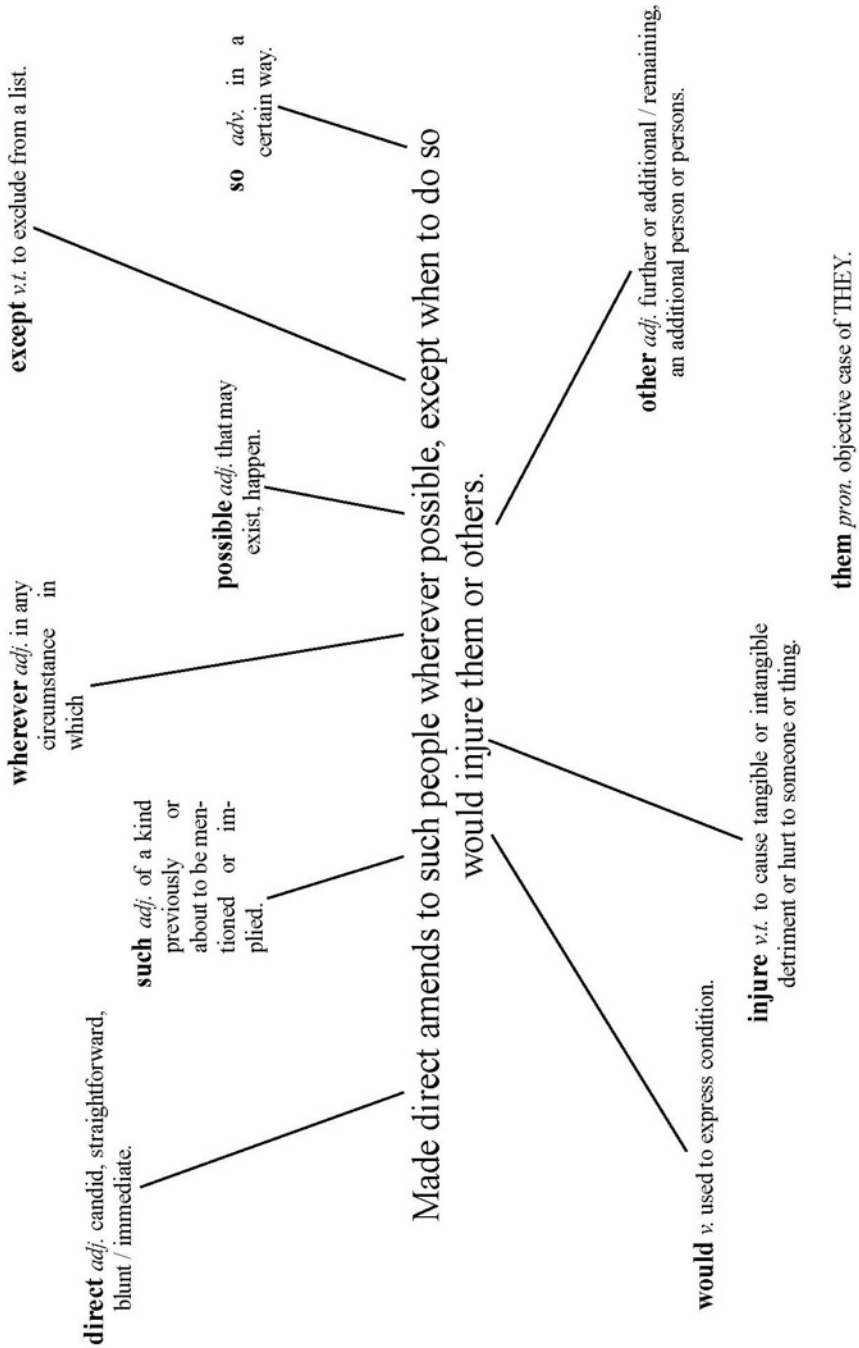 except v.t. to exclude from a list.
wherever adj. in any
circumstance in
which
so adv. in a
certain way.
such adj. of a kind
previously or
about to be men-
tioned or im-
plied.
possible adj. that may
exist, happen.
direct adj. candid, straightforward,
blunt / immediate.
Made direct amends to such people wherever possible, except when to do so
would injure them or others.
other adj. further or additional / remaining,
an additional person or persons.
would v. used to express condition.
injure v.t. to cause tangible or intangible
detriment or hurt to someone or thing.
them pron. objective case of THEY.